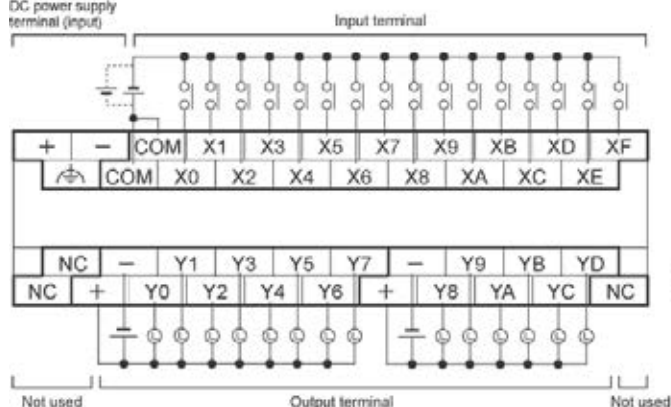 DC power supply
terminal (input)
Input terminal
+ - COM X1 X3 X5 X7 X9 XB XD XF
COM X0 X2 X4 X6 X8 XA XC XE
NC - Y1 Y3 Y5 Y7 - Y9 YB YD
NC + Y0 Y2 Y4 Y6 + Y8 YA YC NC
L L L L L L L L L L L L L L
Not used
Output terminal
Not used